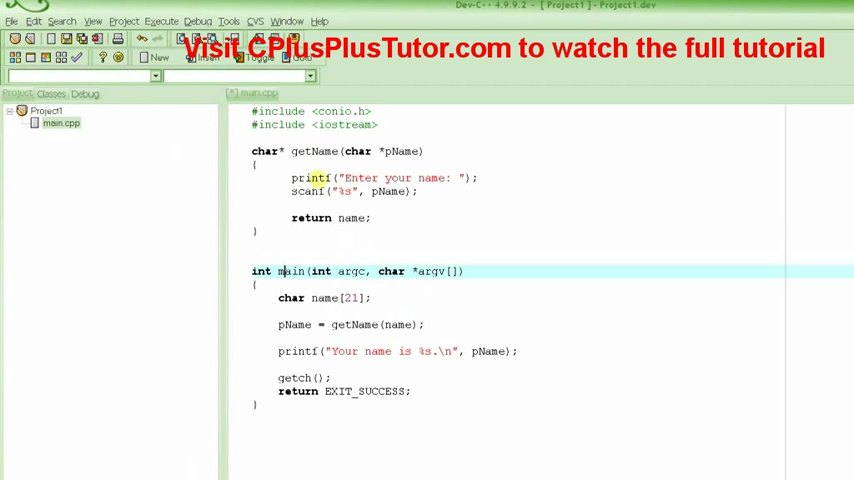 Dev-C++ 4.9.9.2 - [ Project1 ] - Project1.dev
File Edit Search View Project Execute Debug Tools CVS Window Help
Visit CPlusPlusTutor.com to watch the full tutorial
New Insert Toggle Goto
Project Classes Debug [*] main.cpp
Project1
main.cpp
#include <conio.h>
#include <iostream>
char* getName(char *pName)
{
printf("Enter your name: ");
scanf("%s", pName);
return name;
}
int main(int argc, char *argv[])
{
char name[21];
pName = getName(name);
printf("Your name is %s.\n", pName);
getch();
return EXIT_SUCCESS;
}